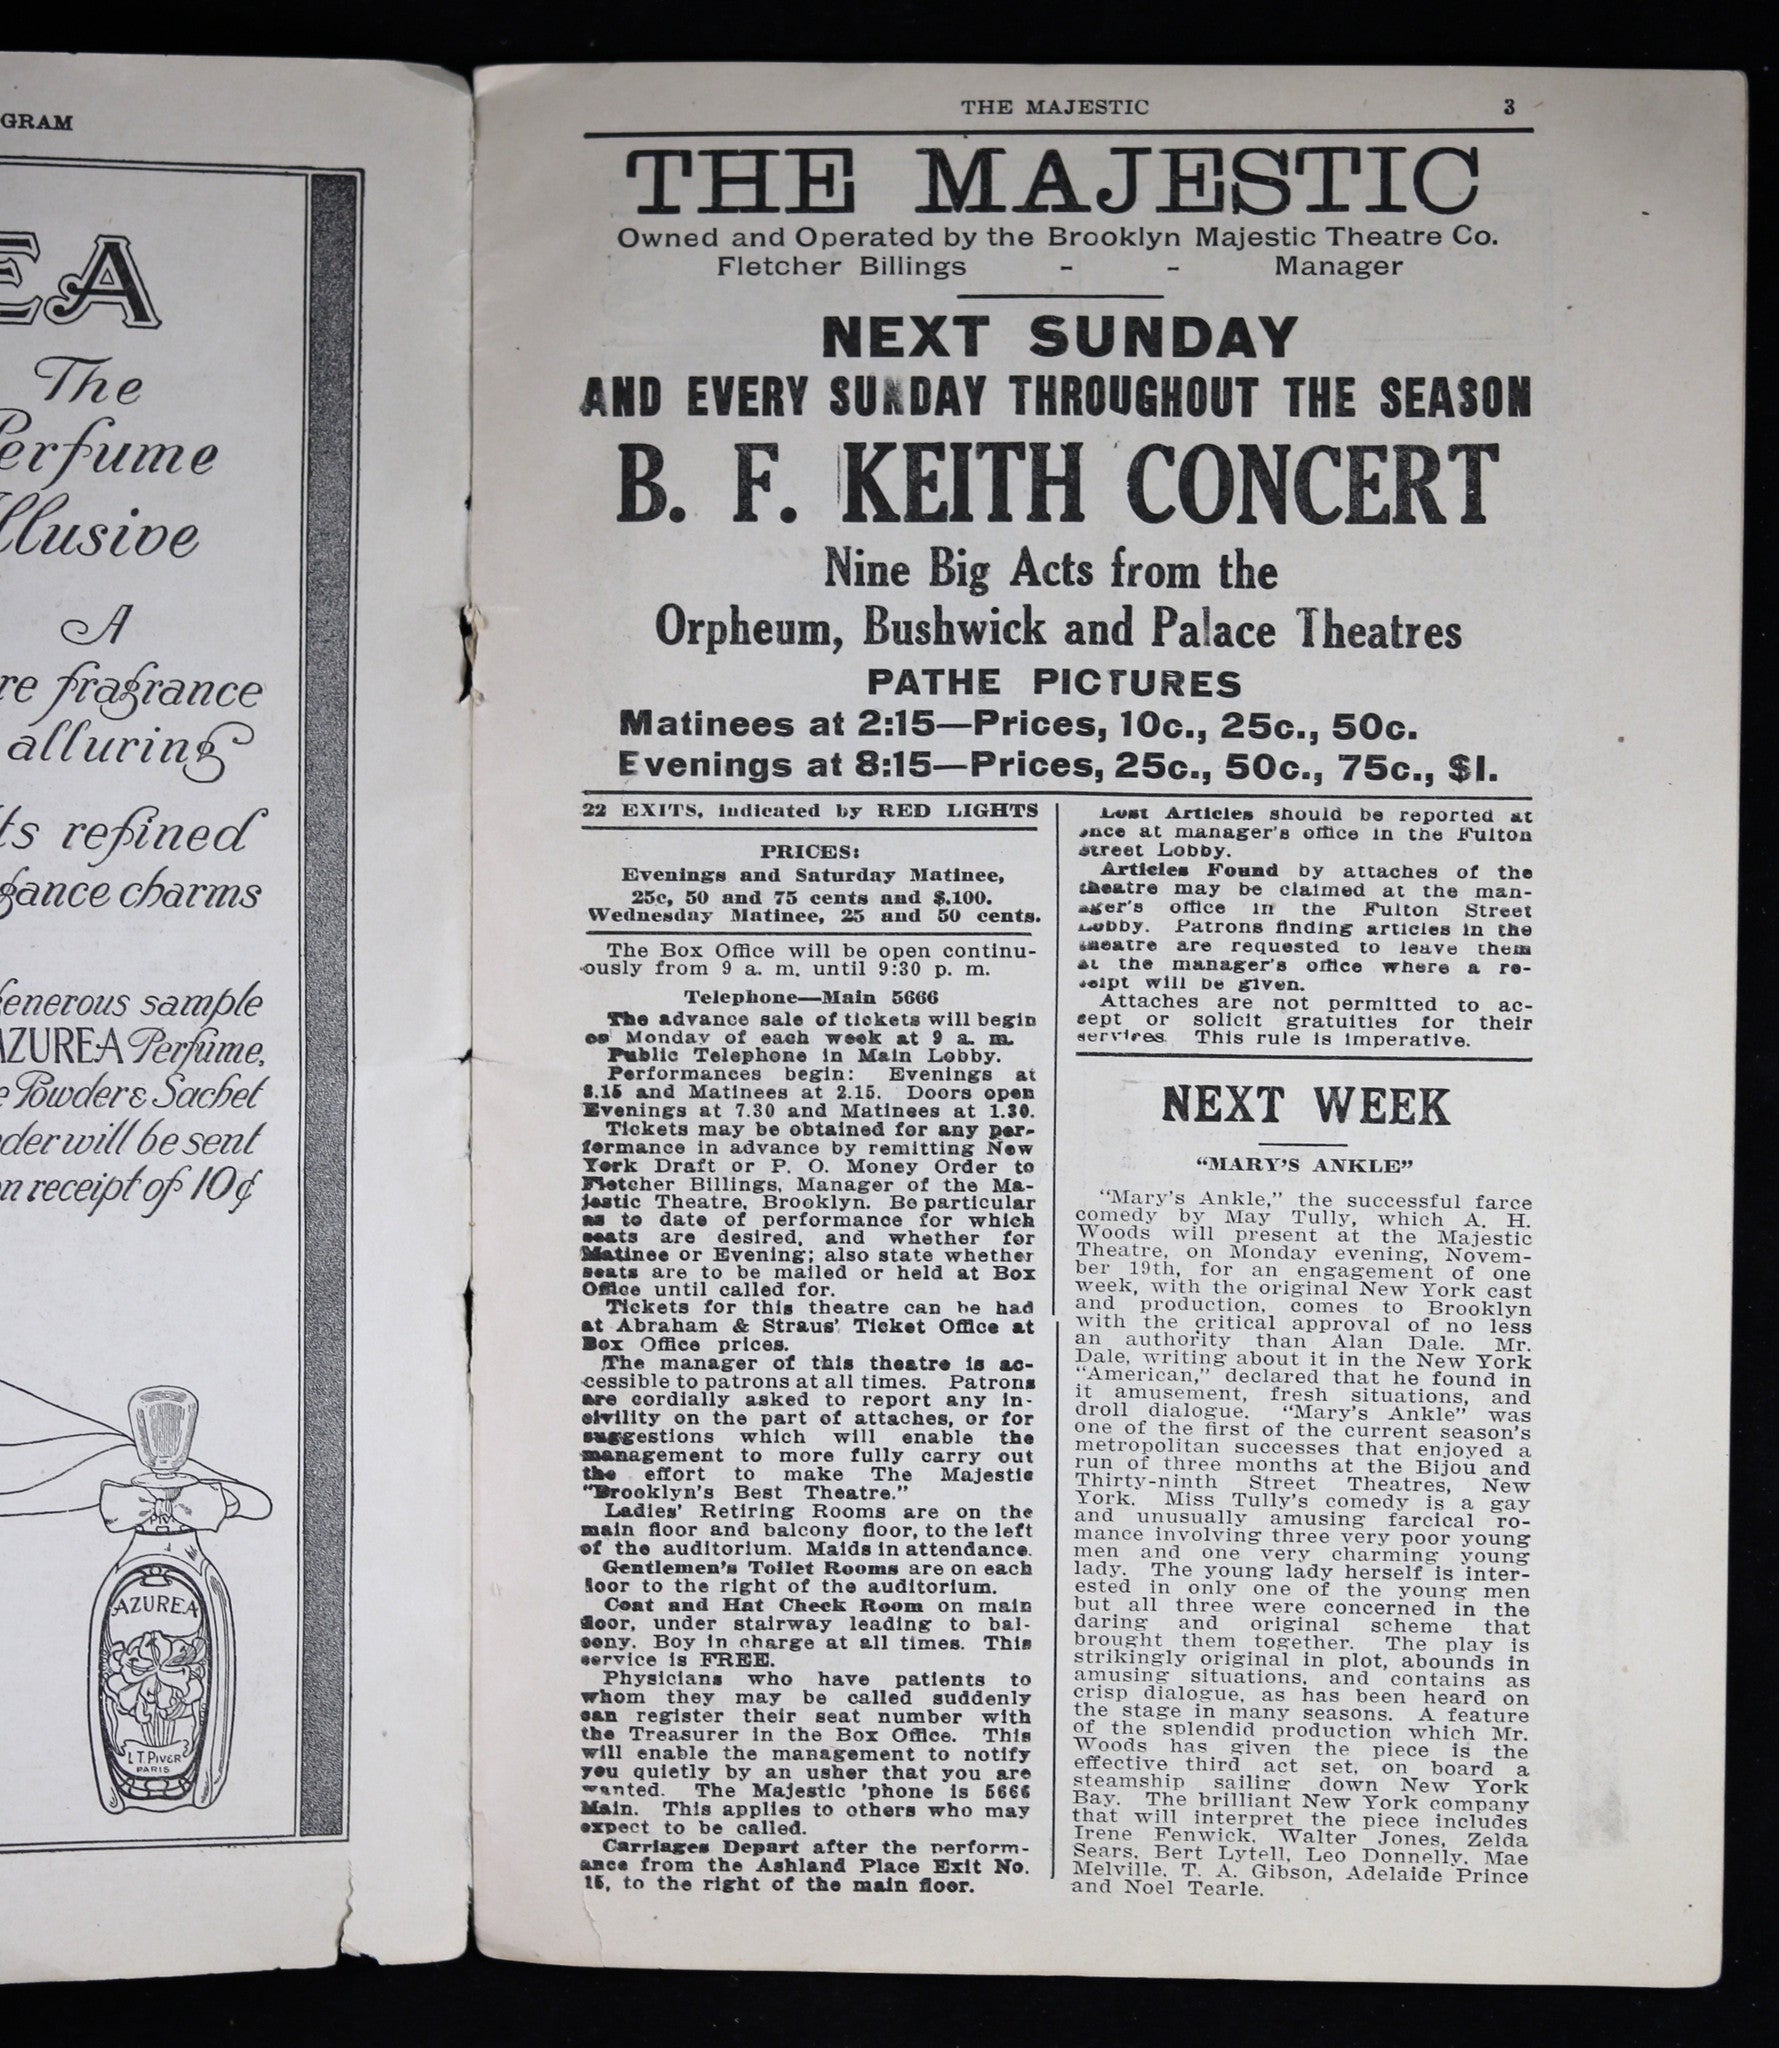 GRAM
EA
The
Perfume
Illusive
A
fragrance
alluring
refined
charms
sample
AZUREA Perfume,
Powder & Sachet
will be sent
on receipt of 10¢
PIV
AZUREA
L.T. PIVER
PARIS
THE MAJESTIC 3
THE MAJESTIC
Owned and Operated by the Brooklyn Majestic Theatre Co.
Fletcher Billings - - Manager
NEXT SUNDAY
AND EVERY SUNDAY THROUGHOUT THE SEASON
B. F. KEITH CONCERT
Nine Big Acts from the
Orpheum, Bushwick and Palace Theatres
PATHE PICTURES
Matinees at 2:15—Prices, 10c., 25c., 50c.
Evenings at 8:15—Prices, 25c., 50c., 75c., $1.
22 EXITS, indicated by RED LIGHTS
PRICES:
Evenings and Saturday Matinee,
25c, 50 and 75 cents and $.100.
Wednesday Matinee, 25 and 50 cents.
The Box Office will be open continu-
ously from 9 a. m. until 9:30 p. m.
Telephone—Main 5666
The advance sale of tickets will begin
on Monday of each week at 9 a. m.
Public Telephone in Main Lobby.
Performances begin: Evenings at
8.15 and Matinees at 2.15. Doors open
Evenings at 7.30 and Matinees at 1.30.
Tickets may be obtained for any per-
formance in advance by remitting New
York Draft or P. O. Money Order to
Fletcher Billings, Manager of the Ma-
jestic Theatre, Brooklyn. Be particular
as to date of performance for which
seats are desired, and whether for
Matinee or Evening; also state whether
seats are to be mailed or held at Box
Office until called for.
Tickets for this theatre can be had
at Abraham & Straus' Ticket Office at
Box Office prices.
The manager of this theatre is ac-
cessible to patrons at all times. Patrons
are cordially asked to report any in-
civility on the part of attaches, or for
suggestions which will enable the
management to more fully carry out
the effort to make The Majestic
"Brooklyn's Best Theatre."
Ladies' Retiring Rooms are on the
main floor and balcony floor, to the left
of the auditorium. Maids in attendance.
Gentlemen's Toilet Rooms are on each
floor to the right of the auditorium.
Coat and Hat Check Room on main
floor, under stairway leading to bal-
cony. Boy in charge at all times. This
service is FREE.
Physicians who have patients to
whom they may be called suddenly
can register their seat number with
the Treasurer in the Box Office. This
will enable the management to notify
you quietly by an usher that you are
wanted. The Majestic 'phone is 5666
Main. This applies to others who may
expect to be called.
Carriages Depart after the perform-
ance from the Ashland Place Exit No.
15, to the right of the main floor.
Lost Articles should be reported at
once at manager's office in the Fulton
street Lobby.
Articles Found by attaches of the
theatre may be claimed at the man-
ager's office in the Fulton Street
Lobby. Patrons finding articles in the
theatre are requested to leave them
at the manager's office where a re-
ceipt will be given.
Attaches are not permitted to ac-
cept or solicit gratuities for their
services. This rule is imperative.
NEXT WEEK
"MARY'S ANKLE"
"Mary's Ankle," the successful farce
comedy by May Tully, which A. H.
Woods will present at the Majestic
Theatre, on Monday evening, Novem-
ber 19th, for an engagement of one
week, with the original New York cast
and production, comes to Brooklyn
with the critical approval of no less
an authority than Alan Dale. Mr.
Dale, writing about it in the New York
"American," declared that he found in
it amusement, fresh situations, and
droll dialogue. "Mary's Ankle" was
one of the first of the current season's
metropolitan successes that enjoyed a
run of three months at the Bijou and
Thirty-ninth Street Theatres, New
York. Miss Tully's comedy is a gay
and unusually amusing farcical ro-
mance involving three very poor young
men and one very charming young
lady. The young lady herself is inter-
ested in only one of the young men
but all three were concerned in the
daring and original scheme that
brought them together. The play is
strikingly original in plot, abounds in
amusing situations, and contains as
crisp dialogue, as has been heard on
the stage in many seasons. A feature
of the splendid production which Mr.
Woods has given the piece is the
effective third act set, on board a
steamship sailing down New York
Bay. The brilliant New York company
that will interpret the piece includes
Irene Fenwick, Walter Jones, Zelda
Sears, Bert Lytell, Leo Donnelly, Mae
Melville, T. A. Gibson, Adelaide Prince
and Noel Tearle.